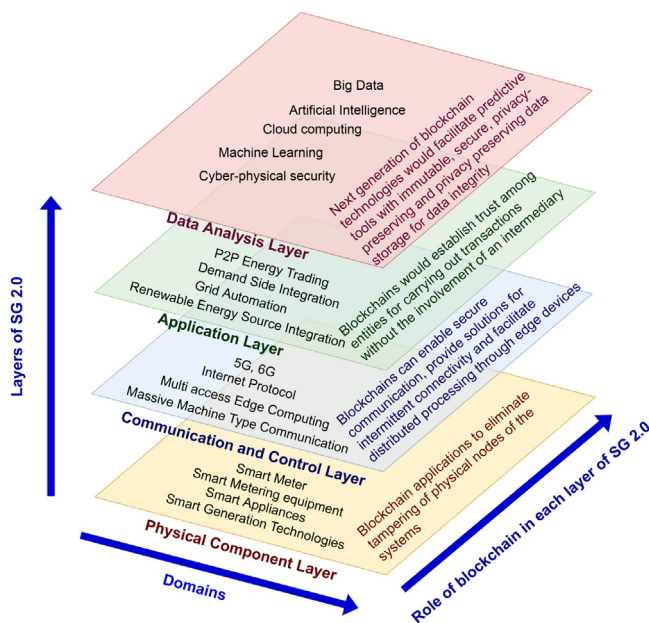 Big Data
Artificial Intelligence
Cloud computing
Machine Learning
Cyber-physical security
Next generation of blockchain
technologies would facilitate predictive
tools with immutable, secure, privacy-
preserving and privacy preserving data
storage for data integrity
Data Analysis Layer
P2P Energy Trading
Demand Side Integration
Grid Automation
Renewable Energy Source Integration
Blockchains would establish trust among
entities for carrying out transactions
without the involvement of an intermediary
Application Layer
5G, 6G
Internet Protocol
Multi access Edge Computing
Massive Machine Type Communication
Blockchains can enable secure
communication, provide solutions for
intermittent connectivity and facilitate
distributed processing through edge devices
Communication and Control Layer
Smart Meter
Smart Metering equipment
Smart Appliances
Smart Generation Technologies
Blockchain applications to eliminate
tampering of physical nodes of the
systems
Physical Component Layer
Layers of SG 2.0
Domains
Role of blockchain in each layer of SG 2.0